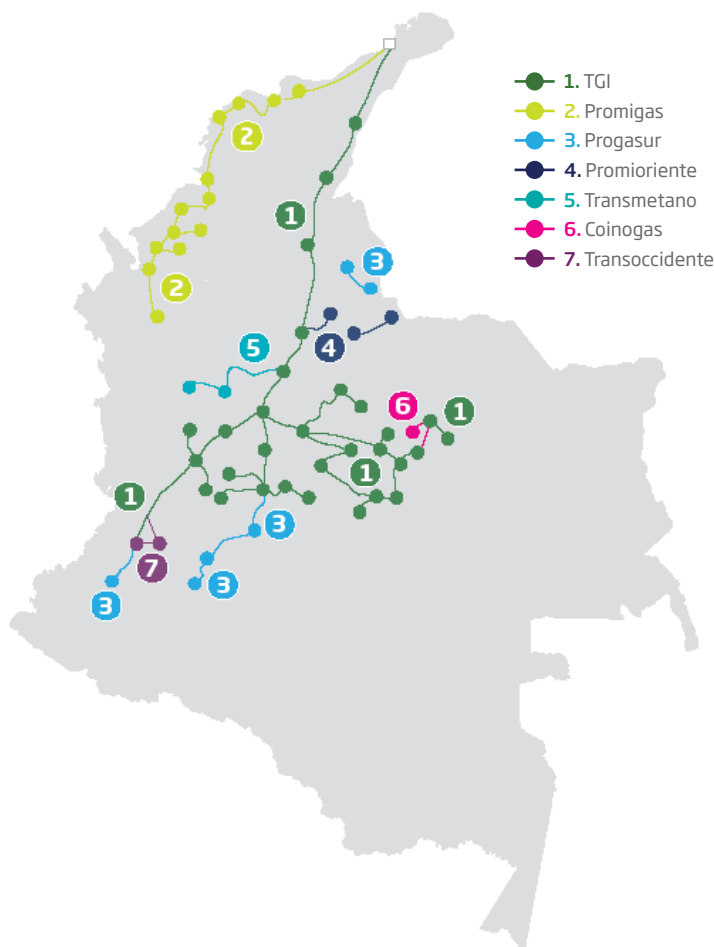 1. TGI
2. Promigas
3. Progasur
4. Promioriente
5. Transmetano
6. Coinogas
7. Transoccidente
2
1
3
2
4
5
6
1
1
1
3
7
3
3